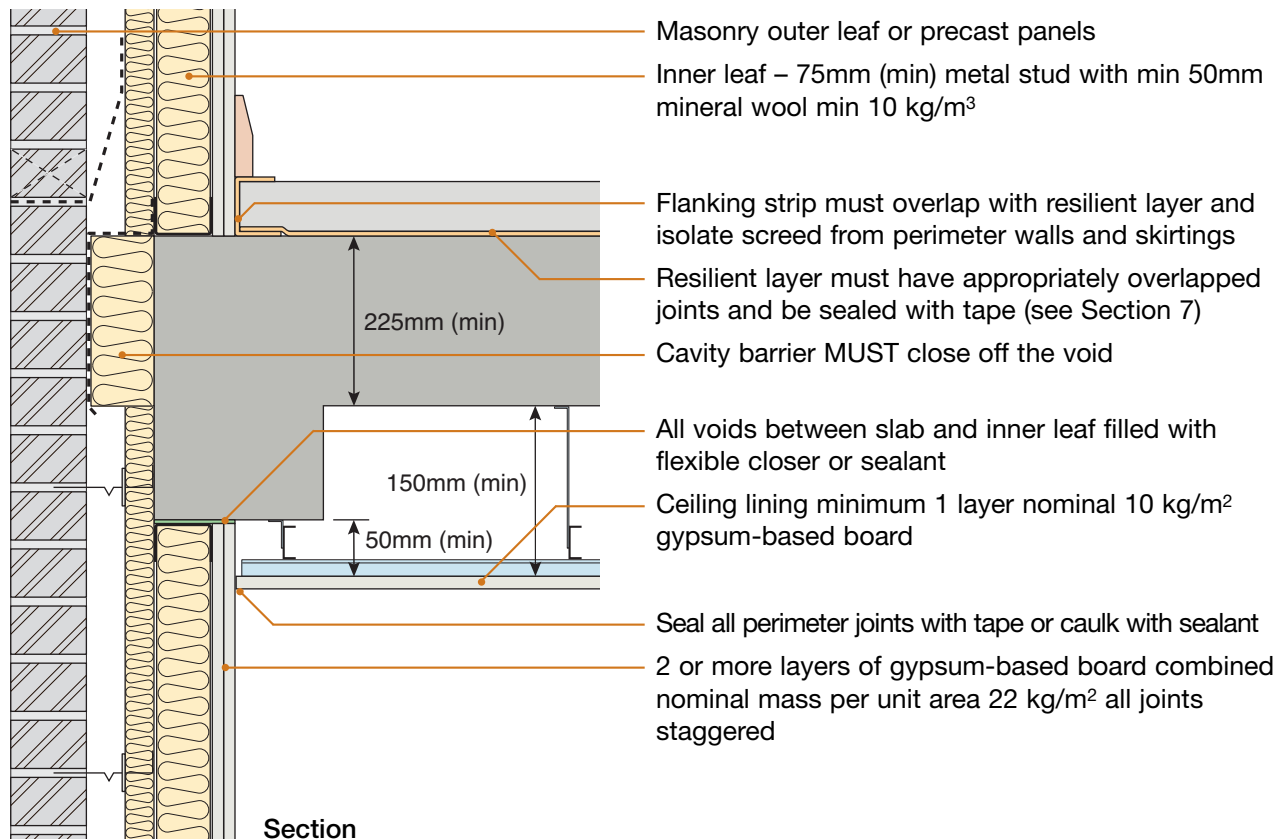 Masonry outer leaf or precast panels
Inner leaf – 75mm (min) metal stud with min 50mm
mineral wool min 10 kg/m³
Flanking strip must overlap with resilient layer and
isolate screed from perimeter walls and skirtings
Resilient layer must have appropriately overlapped
joints and be sealed with tape (see Section 7)
225mm (min)
Cavity barrier MUST close off the void
All voids between slab and inner leaf filled with
flexible closer or sealant
150mm (min)
Ceiling lining minimum 1 layer nominal 10 kg/m²
gypsum-based board
50mm (min)
Seal all perimeter joints with tape or caulk with sealant
2 or more layers of gypsum-based board combined
nominal mass per unit area 22 kg/m² all joints
staggered
Section